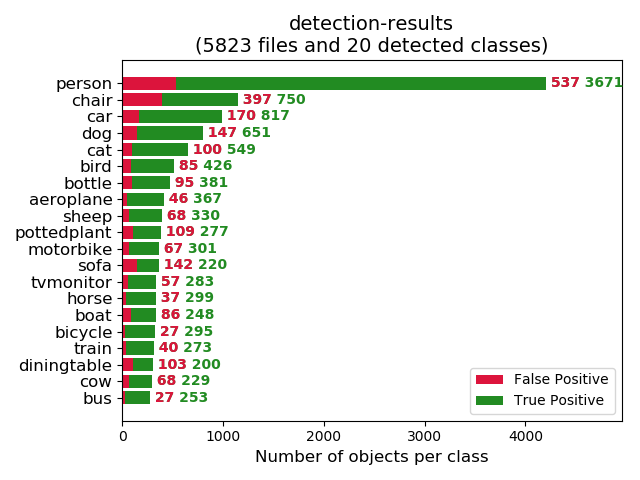 detection-results
(5823 files and 20 detected classes)
person 537 3671
chair 397 750
car 170 817
dog 147 651
cat 100 549
bird 85 426
bottle 95 381
aeroplane 46 367
sheep 68 330
pottedplant 109 277
motorbike 67 301
sofa 142 220
tvmonitor 57 283
horse 37 299
boat 86 248
bicycle 27 295
train 40 273
diningtable 103 200
cow 68 229
bus 27 253
False Positive
True Positive
0 1000 2000 3000 4000
Number of objects per class